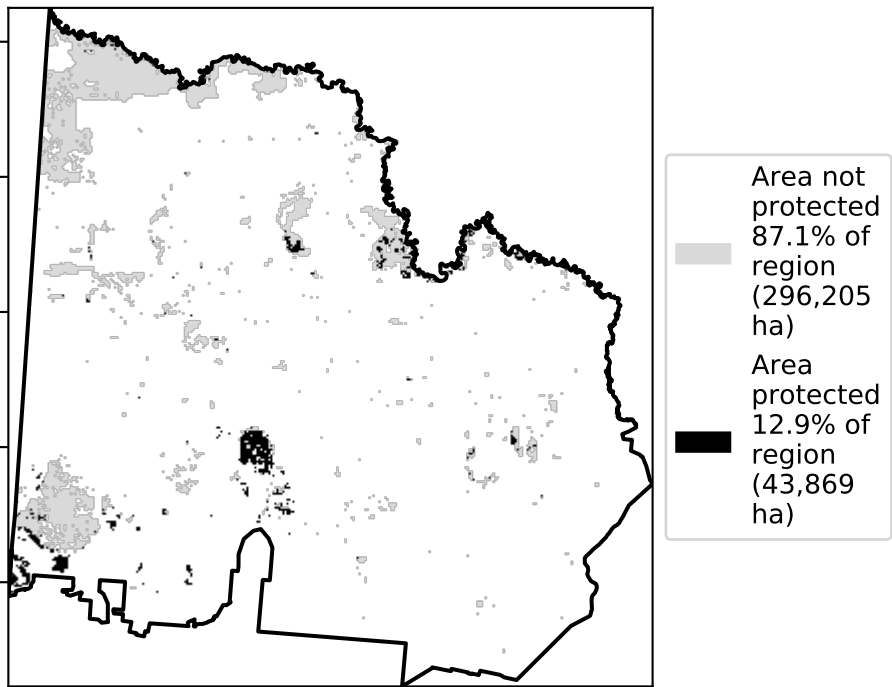 Area not
protected
87.1% of
region
(296,205
ha)
Area
protected
12.9% of
region
(43,869
ha)